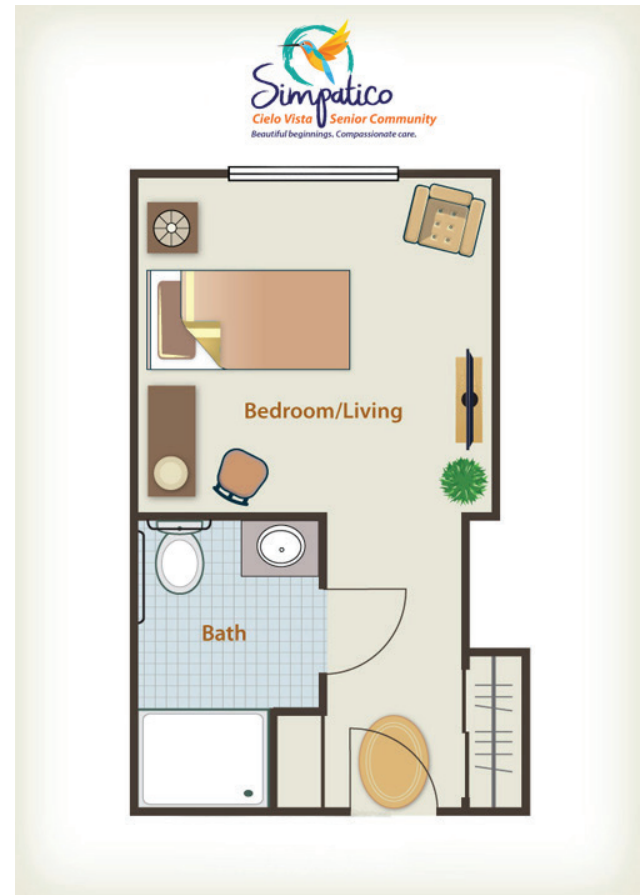 Simpatico
Cielo Vista Senior Community
Beautiful beginnings. Compassionate care.
Bedroom/Living
Bath